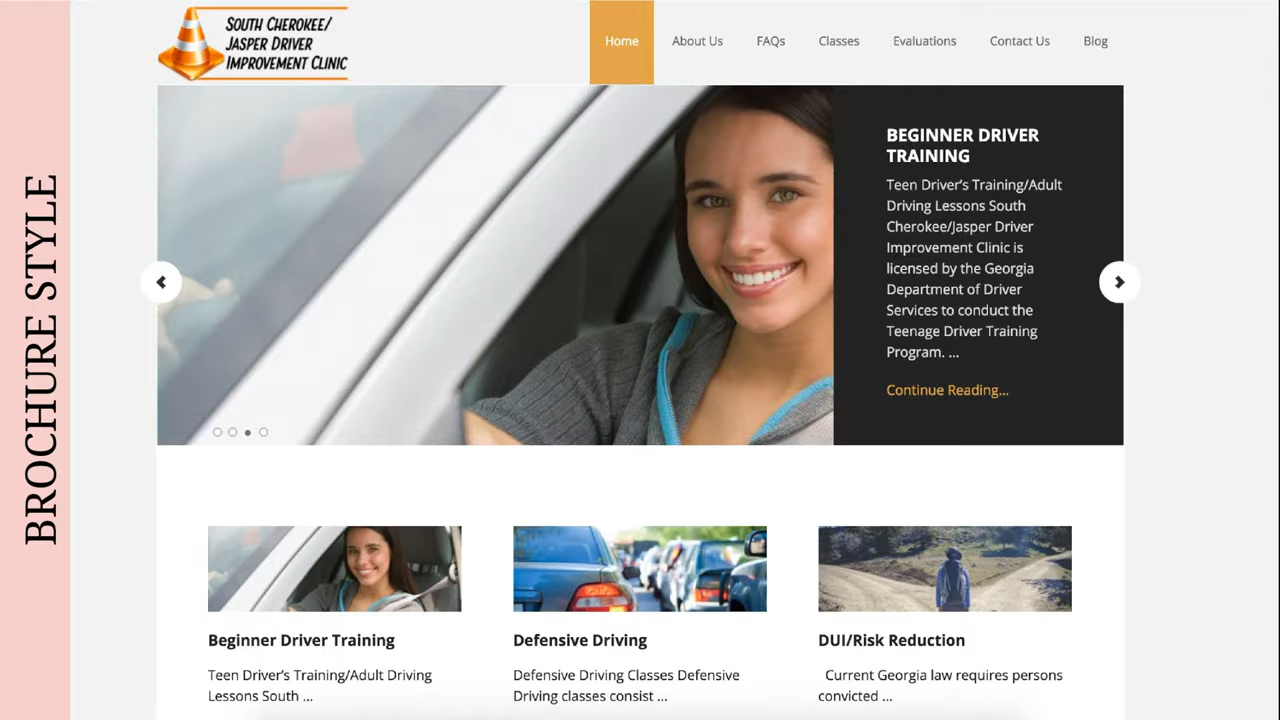 BROCHURE STYLE
SOUTH CHEROKEE/
JASPER DRIVER
IMPROVEMENT CLINIC
Home
About Us
FAQs
Classes
Evaluations
Contact Us
Blog
BEGINNER DRIVER
TRAINING
Teen Driver’s Training/Adult
Driving Lessons South
Cherokee/Jasper Driver
Improvement Clinic is
licensed by the Georgia
Department of Driver
Services to conduct the
Teenage Driver Training
Program. ...
Continue Reading...
Beginner Driver Training
Teen Driver’s Training/Adult Driving
Lessons South ...
Defensive Driving
Defensive Driving Classes Defensive
Driving classes consist ...
DUI/Risk Reduction
Current Georgia law requires persons
convicted ...